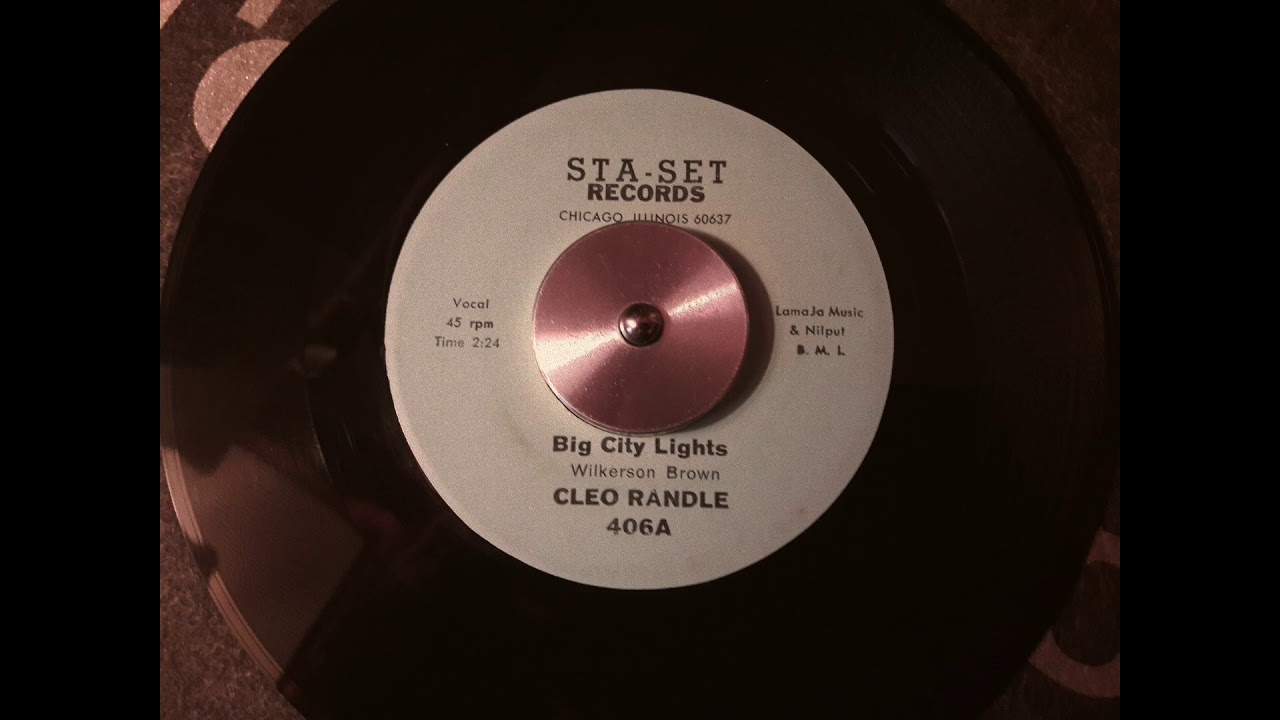 STA-SET
RECORDS
CHICAGO, ILLINOIS 60637
Vocal
45 rpm
Time 2:24
LamaJa Music
& Nilput
B. M. I.
Big City Lights
Wilkerson Brown
CLEO RANDLE
406A